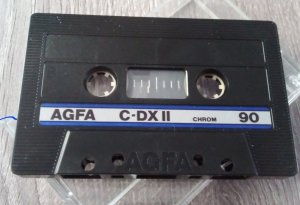 AGFA C-DX II CHROM 90
AGFA